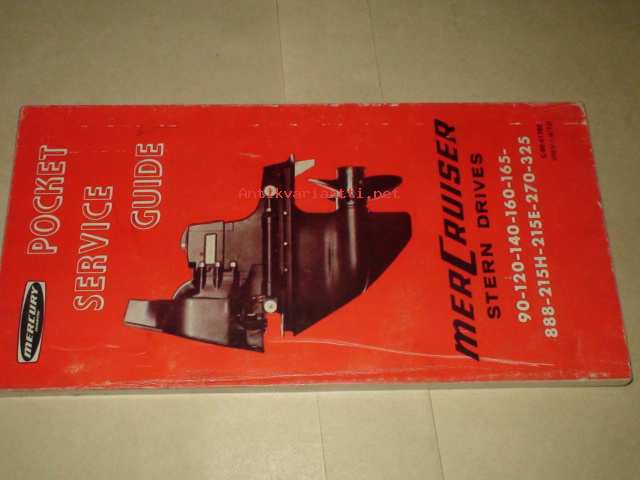 MERCURY
POCKET
SERVICE
GUIDE
Antikvariaatti.net
MERCRUISER
STERN DRIVES
90-120-140-160-165-
888-215H-215E-270-325